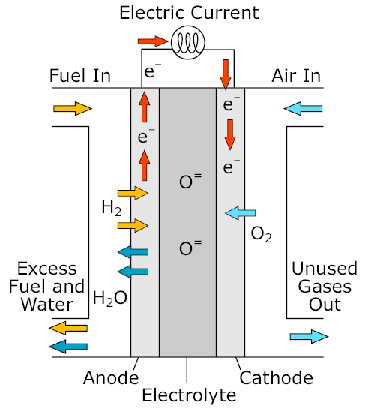 Electric Current
Fuel In
e⁻
Air In
e⁻
e⁻
e⁻
O⁼
H₂
O₂
O⁼
Excess
Fuel and
Water
H₂O
Unused
Gases
Out
Anode
Cathode
Electrolyte